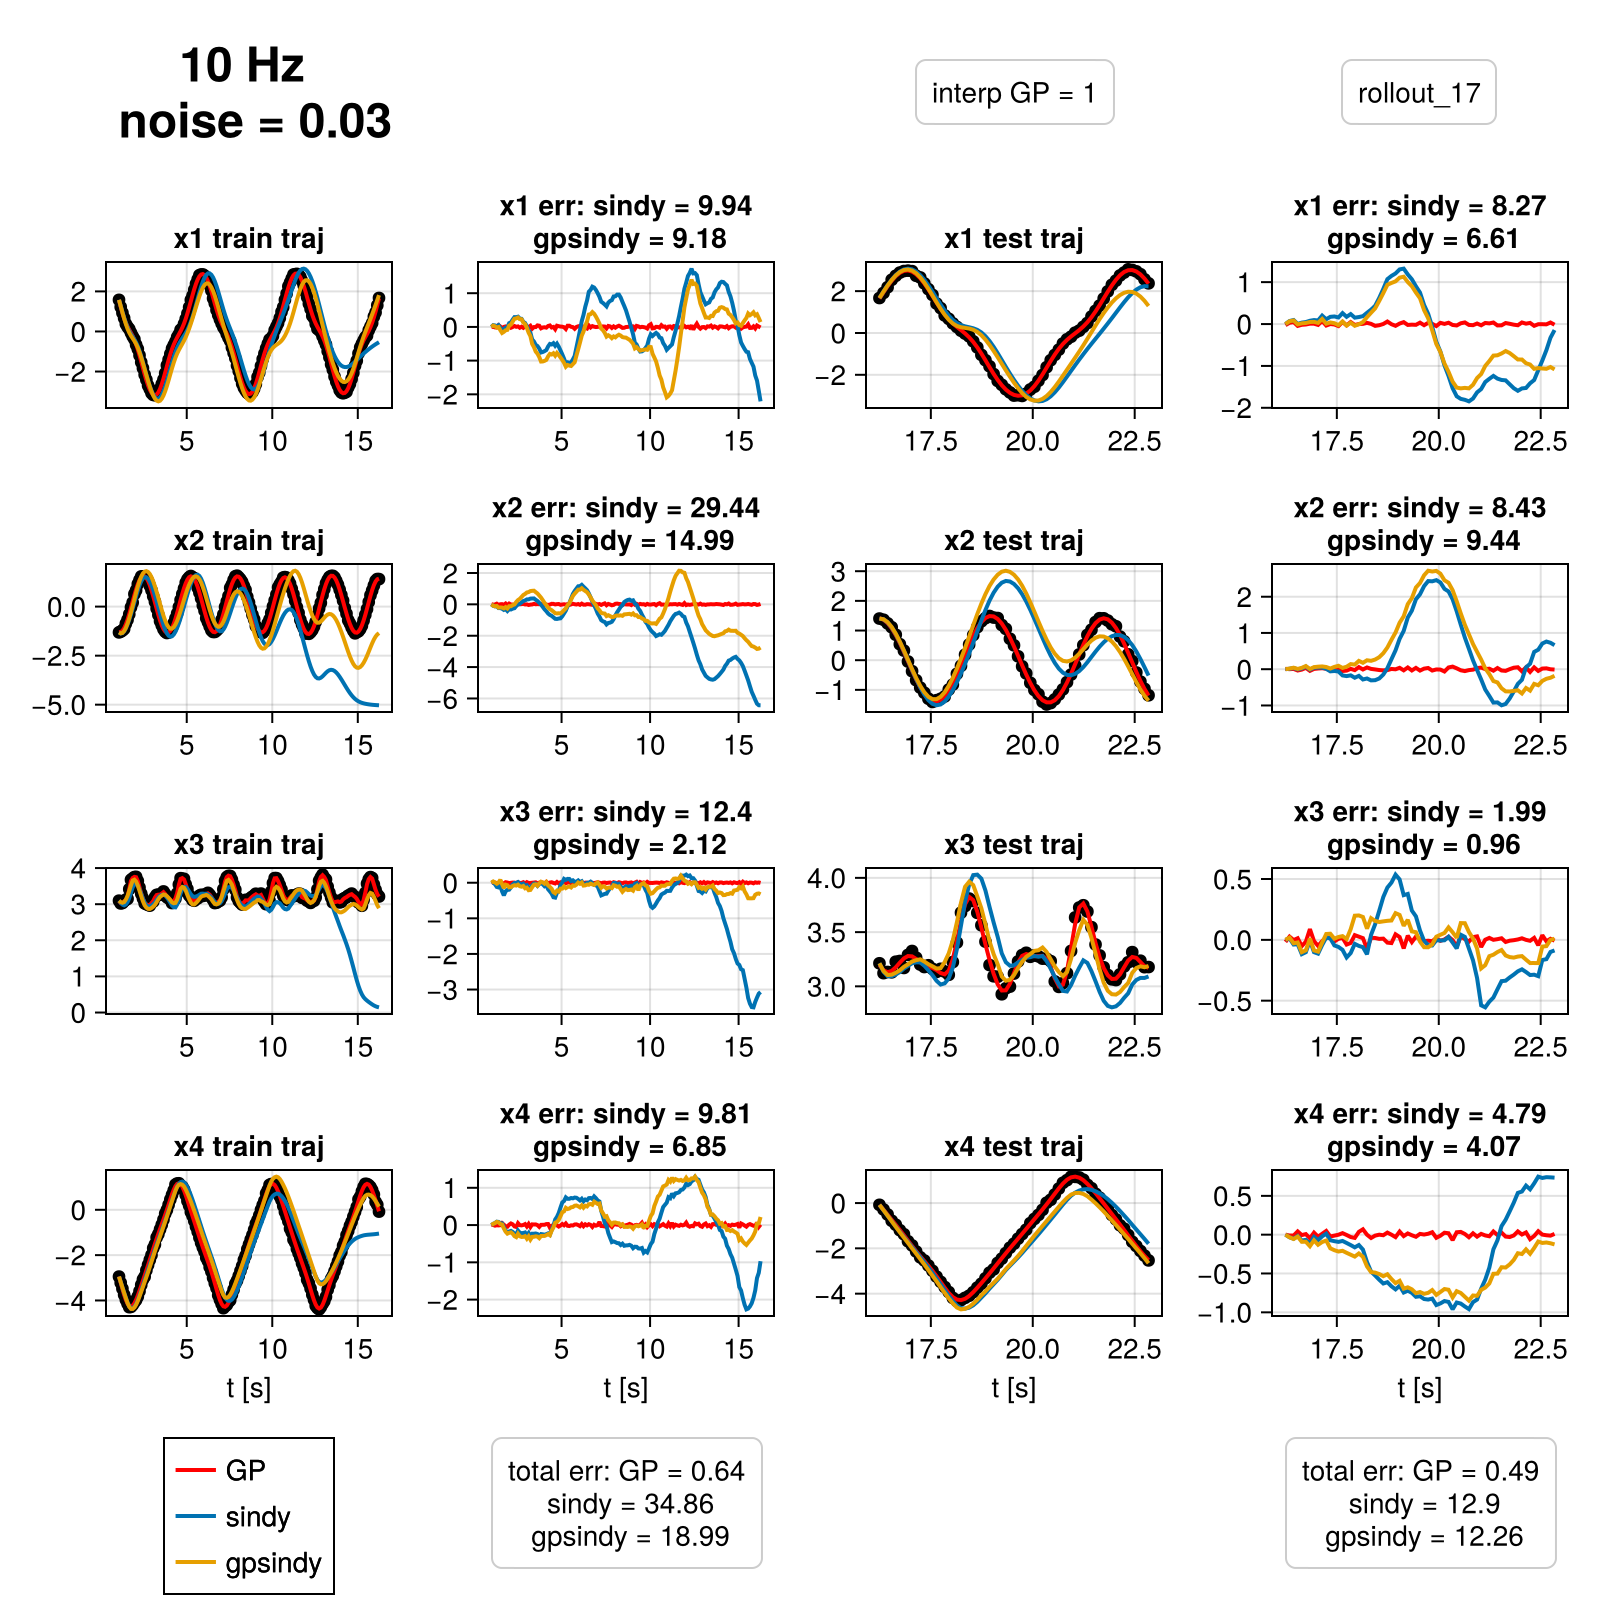 10 Hz
noise = 0.03
interp GP = 1
rollout_17
x1 train traj
2
0
−2
5 10 15
x1 err: sindy = 9.94
gpsindy = 9.18
1
0
−1
−2
5 10 15
x1 test traj
2
0
−2
17.5 20.0 22.5
x1 err: sindy = 8.27
gpsindy = 6.61
1
0
−1
−2
17.5 20.0 22.5
x2 train traj
0.0
−2.5
−5.0
5 10 15
x2 err: sindy = 29.44
gpsindy = 14.99
2
0
−2
−4
−6
5 10 15
x2 test traj
3
2
1
0
−1
17.5 20.0 22.5
x2 err: sindy = 8.43
gpsindy = 9.44
2
1
0
−1
17.5 20.0 22.5
x3 train traj
4
3
2
1
0
5 10 15
x3 err: sindy = 12.4
gpsindy = 2.12
0
−1
−2
−3
5 10 15
x3 test traj
4.0
3.5
3.0
17.5 20.0 22.5
x3 err: sindy = 1.99
gpsindy = 0.96
0.5
0.0
−0.5
17.5 20.0 22.5
x4 train traj
0
−2
−4
5 10 15
t [s]
x4 err: sindy = 9.81
gpsindy = 6.85
1
0
−1
−2
5 10 15
t [s]
x4 test traj
0
−2
−4
17.5 20.0 22.5
t [s]
x4 err: sindy = 4.79
gpsindy = 4.07
0.5
0.0
−0.5
−1.0
17.5 20.0 22.5
t [s]
GP
sindy
gpsindy
total err: GP = 0.64
sindy = 34.86
gpsindy = 18.99
total err: GP = 0.49
sindy = 12.9
gpsindy = 12.26